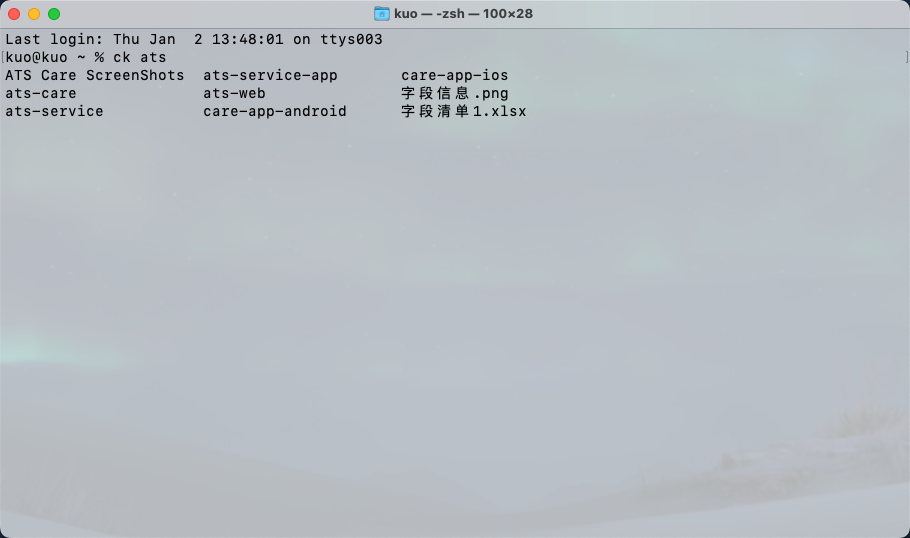 kuo — -zsh — 100×28
Last login: Thu Jan  2 13:48:01 on ttys003
[kuo@kuo ~ % ck ats ]
ATS Care ScreenShots  ats-service-app       care-app-ios
ats-care              ats-web               字段信息.png
ats-service           care-app-android      字段清单1.xlsx